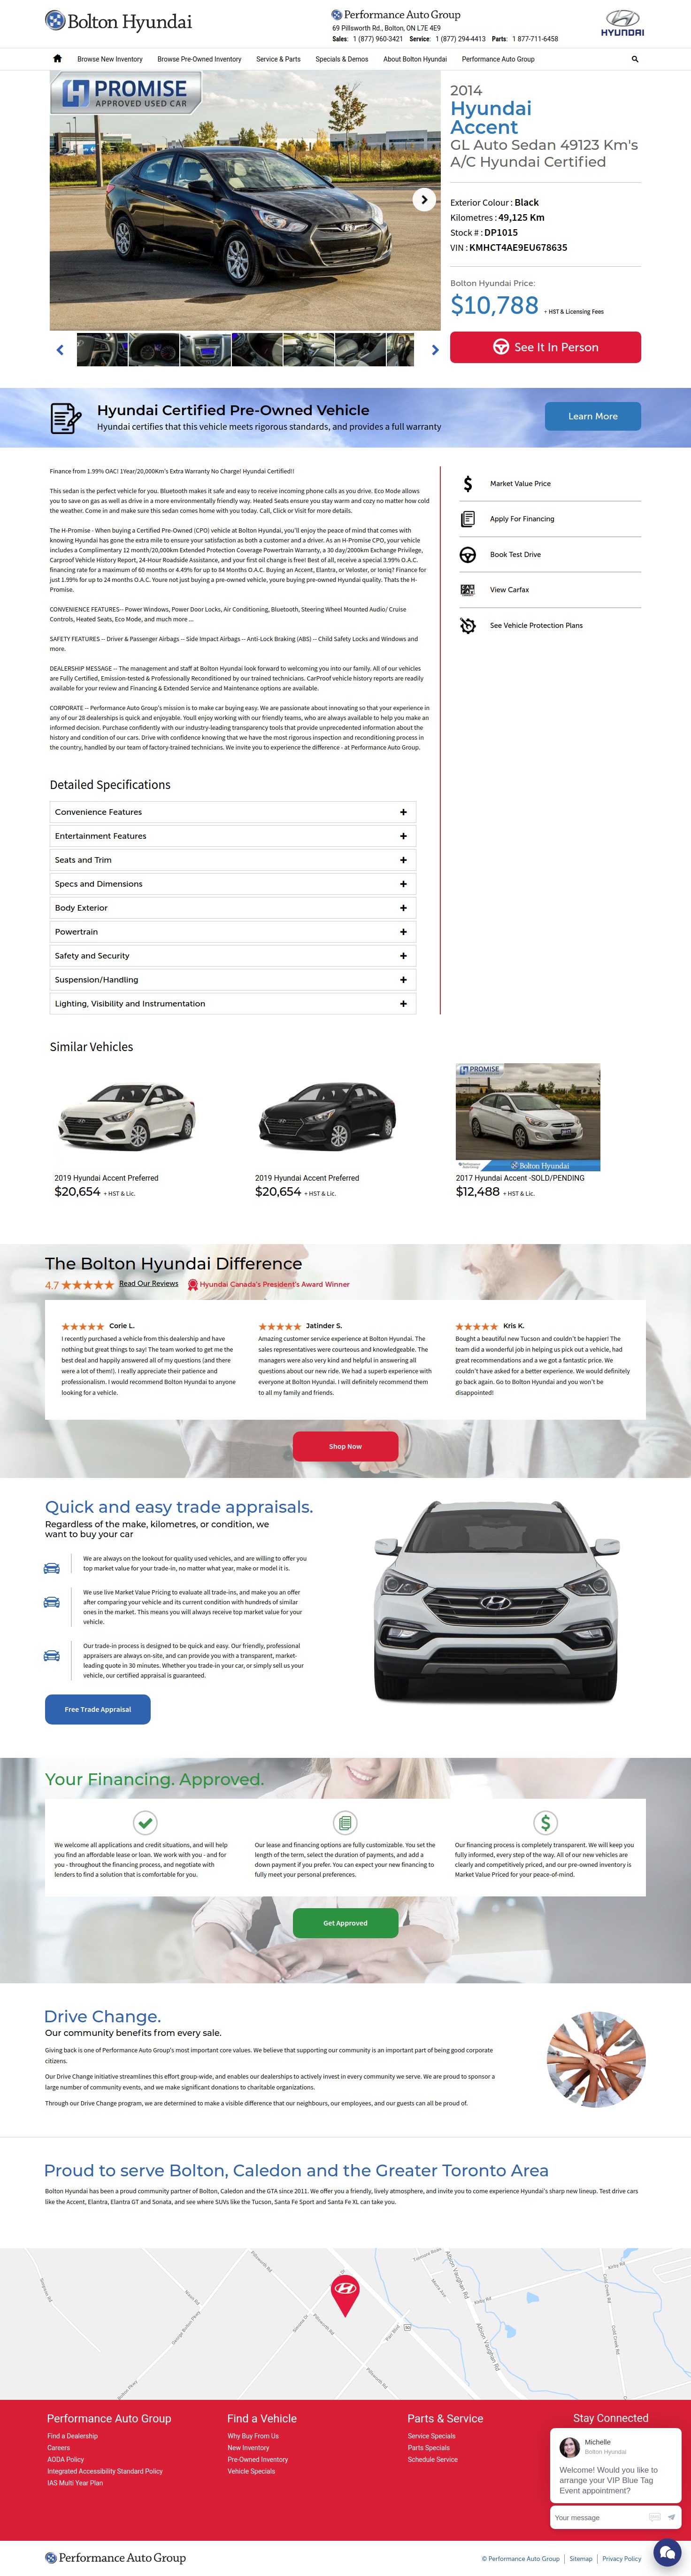 Bolton Hyundai
Performance Auto Group
69 Pillsworth Rd., Bolton, ON L7E 4E9
Sales: 1 (877) 960-3421 Service: 1 (877) 294-4413 Parts: 1 877-711-6458
HYUNDAI
Browse New Inventory Browse Pre-Owned Inventory Service & Parts Specials & Demos About Bolton Hyundai Performance Auto Group
H PROMISE
APPROVED USED CAR
2014
Hyundai
Accent
GL Auto Sedan 49123 Km's
A/C Hyundai Certified
Exterior Colour : Black
Kilometres : 49,125 Km
Stock # : DP1015
VIN : KMHCT4AE9EU678635
Bolton Hyundai Price:
$10,788 + HST & Licensing Fees
See It In Person
Hyundai Certified Pre-Owned Vehicle
Hyundai certifies that this vehicle meets rigorous standards, and provides a full warranty
Learn More
Finance from 1.99% OAC! 1Year/20,000Km's Extra Warranty No Charge! Hyundai Certified!!
This sedan is the perfect vehicle for you. Bluetooth makes it safe and easy to receive incoming phone calls as you drive. Eco Mode allows
you to save on gas as well as drive in a more environmentally friendly way. Heated Seats ensure you stay warm and cozy no matter how cold
the weather. Come in and make sure this sedan comes home with you today. Call, Click or Visit for more details.
The H-Promise - When buying a Certified Pre-Owned (CPO) vehicle at Bolton Hyundai, you'll enjoy the peace of mind that comes with
knowing Hyundai has gone the extra mile to ensure your satisfaction as both a customer and a driver. As an H-Promise CPO, your vehicle
includes a Complimentary 12 month/20,000km Extended Protection Coverage Powertrain Warranty, a 30 day/2000km Exchange Privilege,
Carproof Vehicle History Report, 24-Hour Roadside Assistance, and your first oil change is free! Best of all, receive a special 3.99% O.A.C.
financing rate for a maximum of 60 months or 4.49% for up to 84 Months O.A.C. Buying an Accent, Elantra, or Veloster, or Ioniq? Finance for
just 1.99% for up to 24 months O.A.C. Youre not just buying a pre-owned vehicle, your buying pre-owned Hyundai quality. Thats the H-
Promise.
CONVENIENCE FEATURES-- Power Windows, Power Door Locks, Air Conditioning, Bluetooth, Steering Wheel Mounted Audio/ Cruise
Controls, Heated Seats, Eco Mode, and much more ...
SAFETY FEATURES -- Driver & Passenger Airbags -- Side Impact Airbags -- Anti-Lock Braking (ABS) -- Child Safety Locks and Windows and
more.
DEALERSHIP MESSAGE -- The management and staff at Bolton Hyundai look forward to welcoming you into our family. All of our vehicles
are Fully Certified, Emission-tested & Professionally Reconditioned by our trained technicians. CarProof vehicle history reports are readily
available for your review and Financing & Extended Service and Maintenance options are available.
CORPORATE -- Performance Auto Group's mission is to make car buying easy. We are passionate about innovating so that your experience in
any of our 28 dealerships is quick and enjoyable. Youll enjoy working with our friendly teams, who are always available to help you make an
informed decision. Purchase confidently with our industry-leading transparency tools that provide unprecedented information about the
history and condition of our cars. Drive with confidence knowing that we have the most rigorous inspection and reconditioning process in
the country, handled by our team of factory-trained technicians. We invite you to experience the difference - at Performance Auto Group.
Market Value Price
Apply For Financing
Book Test Drive
View Carfax
See Vehicle Protection Plans
Detailed Specifications
Convenience Features
Entertainment Features
Seats and Trim
Specs and Dimensions
Body Exterior
Powertrain
Safety and Security
Suspension/Handling
Lighting, Visibility and Instrumentation
Similar Vehicles
H PROMISE
Bolton Hyundai
2019 Hyundai Accent Preferred
$20,654 + HST & Lic.
2019 Hyundai Accent Preferred
$20,654 + HST & Lic.
2017 Hyundai Accent -SOLD/PENDING
$12,488 + HST & Lic.
The Bolton Hyundai Difference
4.7 Read Our Reviews Hyundai Canada's President's Award Winner
Corie L.
I recently purchased a vehicle from this dealership and have
nothing but great things to say! The team worked to get me the
best deal and happily answered all of my questions (and there
were a lot of them!). I really appreciate their patience and
professionalism. I would recommend Bolton Hyundai to anyone
looking for a vehicle.
Jatinder S.
Amazing customer service experience at Bolton Hyundai. The
sales representatives were courteous and knowledgeable. The
managers were also very kind and helpful in answering all
questions about our new ride. We had a superb experience with
everyone at Bolton Hyundai. I will definitely recommend them
to all my family and friends.
Kris K.
Bought a beautiful new Tucson and couldn't be happier! The
team did a wonderful job in helping us pick out a vehicle, had
great recommendations and a we got a fantastic price. We
couldn't have asked for a better experience. We would definitely
go back again. Go to Bolton Hyundai and you won't be
disappointed!
Shop Now
Quick and easy trade appraisals.
Regardless of the make, kilometres, or condition, we
want to buy your car
We are always on the lookout for quality used vehicles, and are willing to offer you
top market value for your trade-in, no matter what year, make or model it is.
We use live Market Value Pricing to evaluate all trade-ins, and make you an offer
after comparing your vehicle and its current condition with hundreds of similar
ones in the market. This means you will always receive top market value for your
vehicle.
Our trade-in process is designed to be quick and easy. Our friendly, professional
appraisers are always on-site, and can provide you with a transparent, market-
leading quote in 30 minutes. Whether you trade-in your car, or simply sell us your
vehicle, our certified appraisal is guaranteed.
Free Trade Appraisal
Your Financing. Approved.
We welcome all applications and credit situations, and will help
you find an affordable lease or loan. We work with you - and for
you - throughout the financing process, and negotiate with
lenders to find a solution that is comfortable for you.
Our lease and financing options are fully customizable. You set the
length of the term, select the duration of payments, and add a
down payment if you prefer. You can expect your new financing to
fully meet your personal preferences.
Our financing process is completely transparent. We will keep you
fully informed, every step of the way. All of our new vehicles are
clearly and competitively priced, and our pre-owned inventory is
Market Value Priced for your peace-of-mind.
Get Approved
Drive Change.
Our community benefits from every sale.
Giving back is one of Performance Auto Group's most important core values. We believe that supporting our community is an important part of being good corporate
citizens.
Our Drive Change initiative streamlines this effort group-wide, and enables our dealerships to actively invest in every community we serve. We are proud to sponsor a
large number of community events, and we make significant donations to charitable organizations.
Through our Drive Change program, we are determined to make a visible difference that our neighbours, our employees, and our guests can all be proud of.
Proud to serve Bolton, Caledon and the Greater Toronto Area
Bolton Hyundai has been a proud community partner of Bolton, Caledon and the GTA since 2011. We offer you a friendly, lively atmosphere, and invite you to come experience Hyundai's sharp new lineup. Test drive cars
like the Accent, Elantra, Elantra GT and Sonata, and see where SUVs like the Tucson, Santa Fe Sport and Santa Fe XL can take you.
Pillsworth Rd
Albion Vaughan Rd
Kirby Rd
Simpson Rd
Nixon Rd
George Bolton Pkwy
Simona Dr
Pillsworth Rd
Kirby Rd
Cold Creek Rd
Albion Vaughan Rd
Cold Creek Rd
Pillsworth Rd
Performance Auto Group
Find a Dealership
Careers
AODA Policy
Integrated Accessibility Standard Policy
IAS Multi Year Plan
Find a Vehicle
Why Buy From Us
New Inventory
Pre-Owned Inventory
Vehicle Specials
Parts & Service
Service Specials
Parts Specials
Schedule Service
Stay Connected
Michelle
Bolton Hyundai
Welcome! Would you like to
arrange your VIP Blue Tag
Event appointment?
Your message
Performance Auto Group
© Performance Auto Group Sitemap Privacy Policy